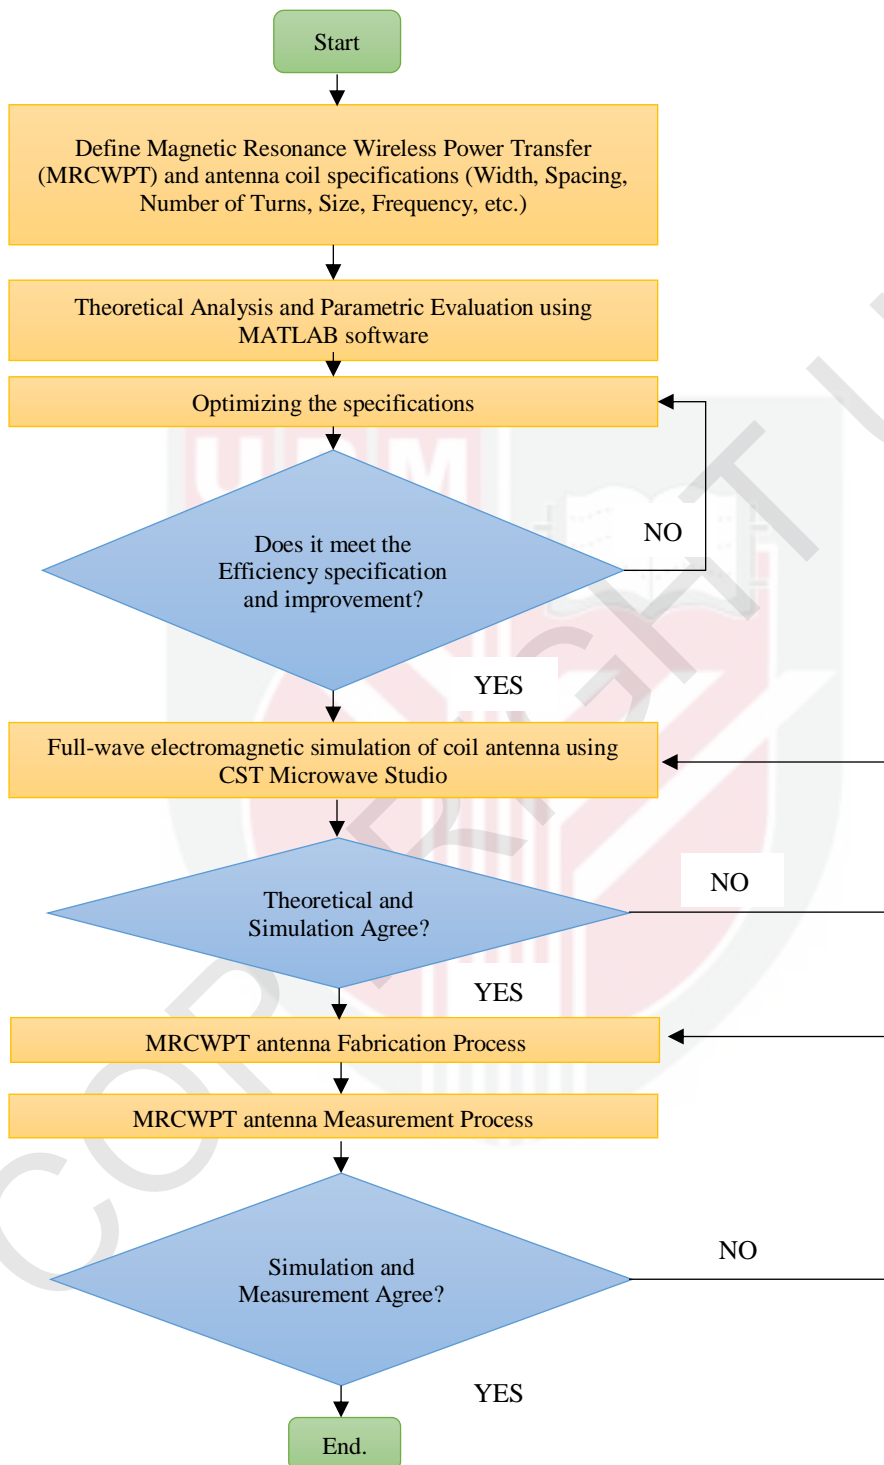 Start
Define Magnetic Resonance Wireless Power Transfer
(MRCWPT) and antenna coil specifications (Width, Spacing,
Number of Turns, Size, Frequency, etc.)
Theoretical Analysis and Parametric Evaluation using
MATLAB software
Optimizing the specifications
Does it meet the
Efficiency specification
and improvement?
NO
YES
Full-wave electromagnetic simulation of coil antenna using
CST Microwave Studio
Theoretical and
Simulation Agree?
NO
YES
MRCWPT antenna Fabrication Process
MRCWPT antenna Measurement Process
Simulation and
Measurement Agree?
NO
YES
End.
UPM